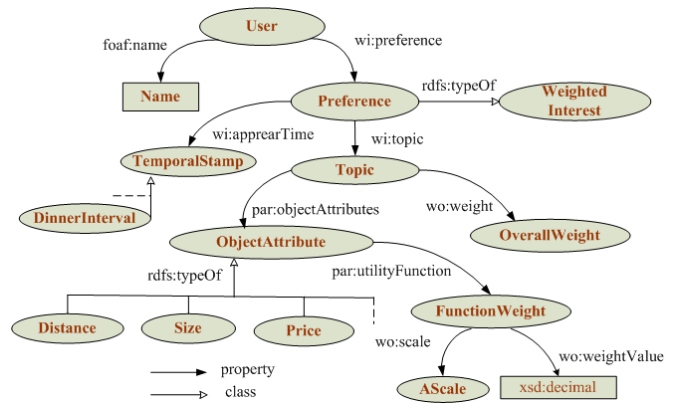 User
foaf:name
wi:preference
Name
Preference
rdfs:typeOf
Weighted
Interest
wi:apprearTime
wi:topic
TemporalStamp
Topic
DinnerInterval
par:objectAttributes
wo:weight
ObjectAttribute
OverallWeight
rdfs:typeOf
par:utilityFunction
Distance
Size
Price
FunctionWeight
wo:scale
wo:weightValue
property
class
AScale
xsd:decimal